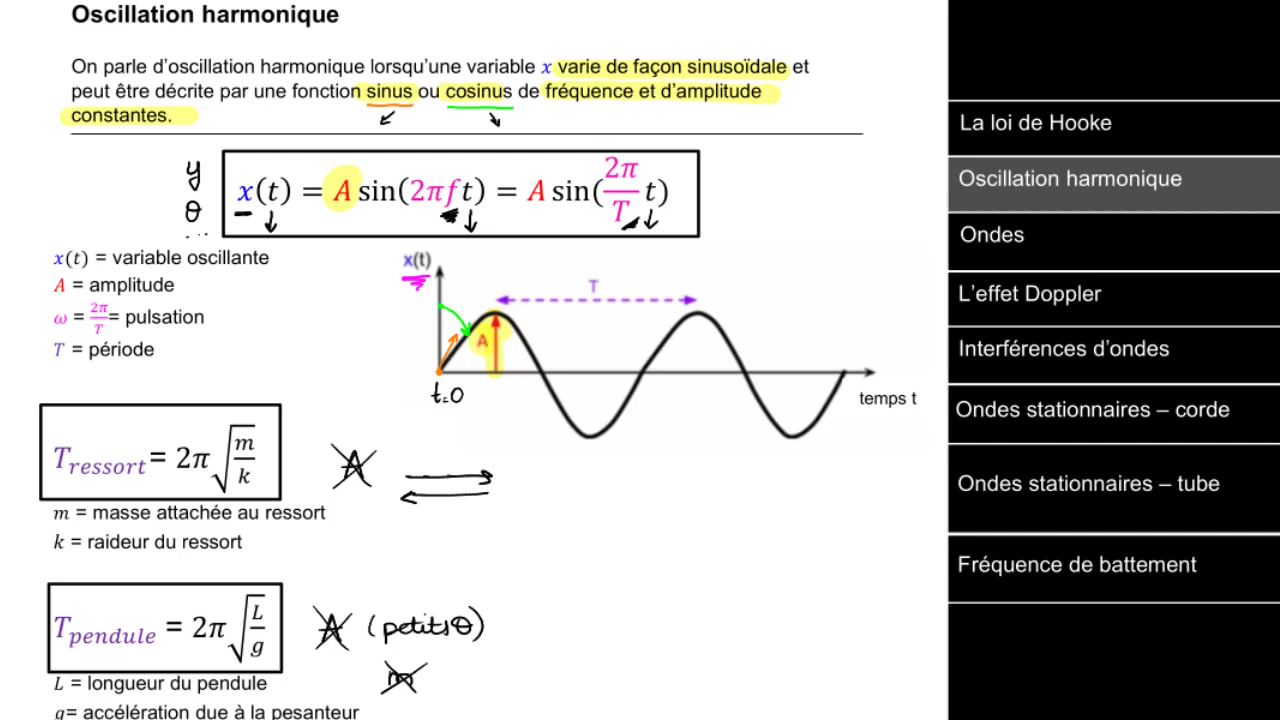 Oscillation harmonique
On parle d'oscillation harmonique lorsqu'une variable x varie de façon sinusoïdale et
peut être décrite par une fonction sinus ou cosinus de fréquence et d'amplitude
constantes.
y
θ
x(t) = A sin(2πft) = A sin(2π/T t)
x(t) = variable oscillante
A = amplitude
ω = 2π/T = pulsation
T = période
x(t)
T
A
t=0
temps t
T_ressort = 2π√(m/k)
A
m = masse attachée au ressort
k = raideur du ressort
T_pendule = 2π√(L/g)
A (petits θ)
m
L = longueur du pendule
g= accélération due à la pesanteur
La loi de Hooke
Oscillation harmonique
Ondes
L'effet Doppler
Interférences d'ondes
Ondes stationnaires – corde
Ondes stationnaires – tube
Fréquence de battement